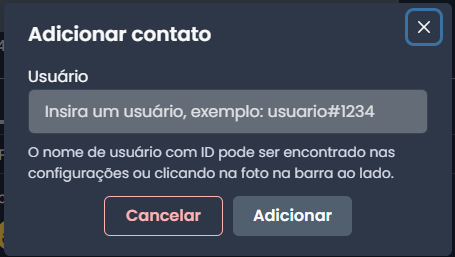 Adicionar contato
Usuário
Insira um usuário, exemplo: usuario#1234
O nome de usuário com ID pode ser encontrado nas
configurações ou clicando na foto na barra ao lado.
Cancelar Adicionar